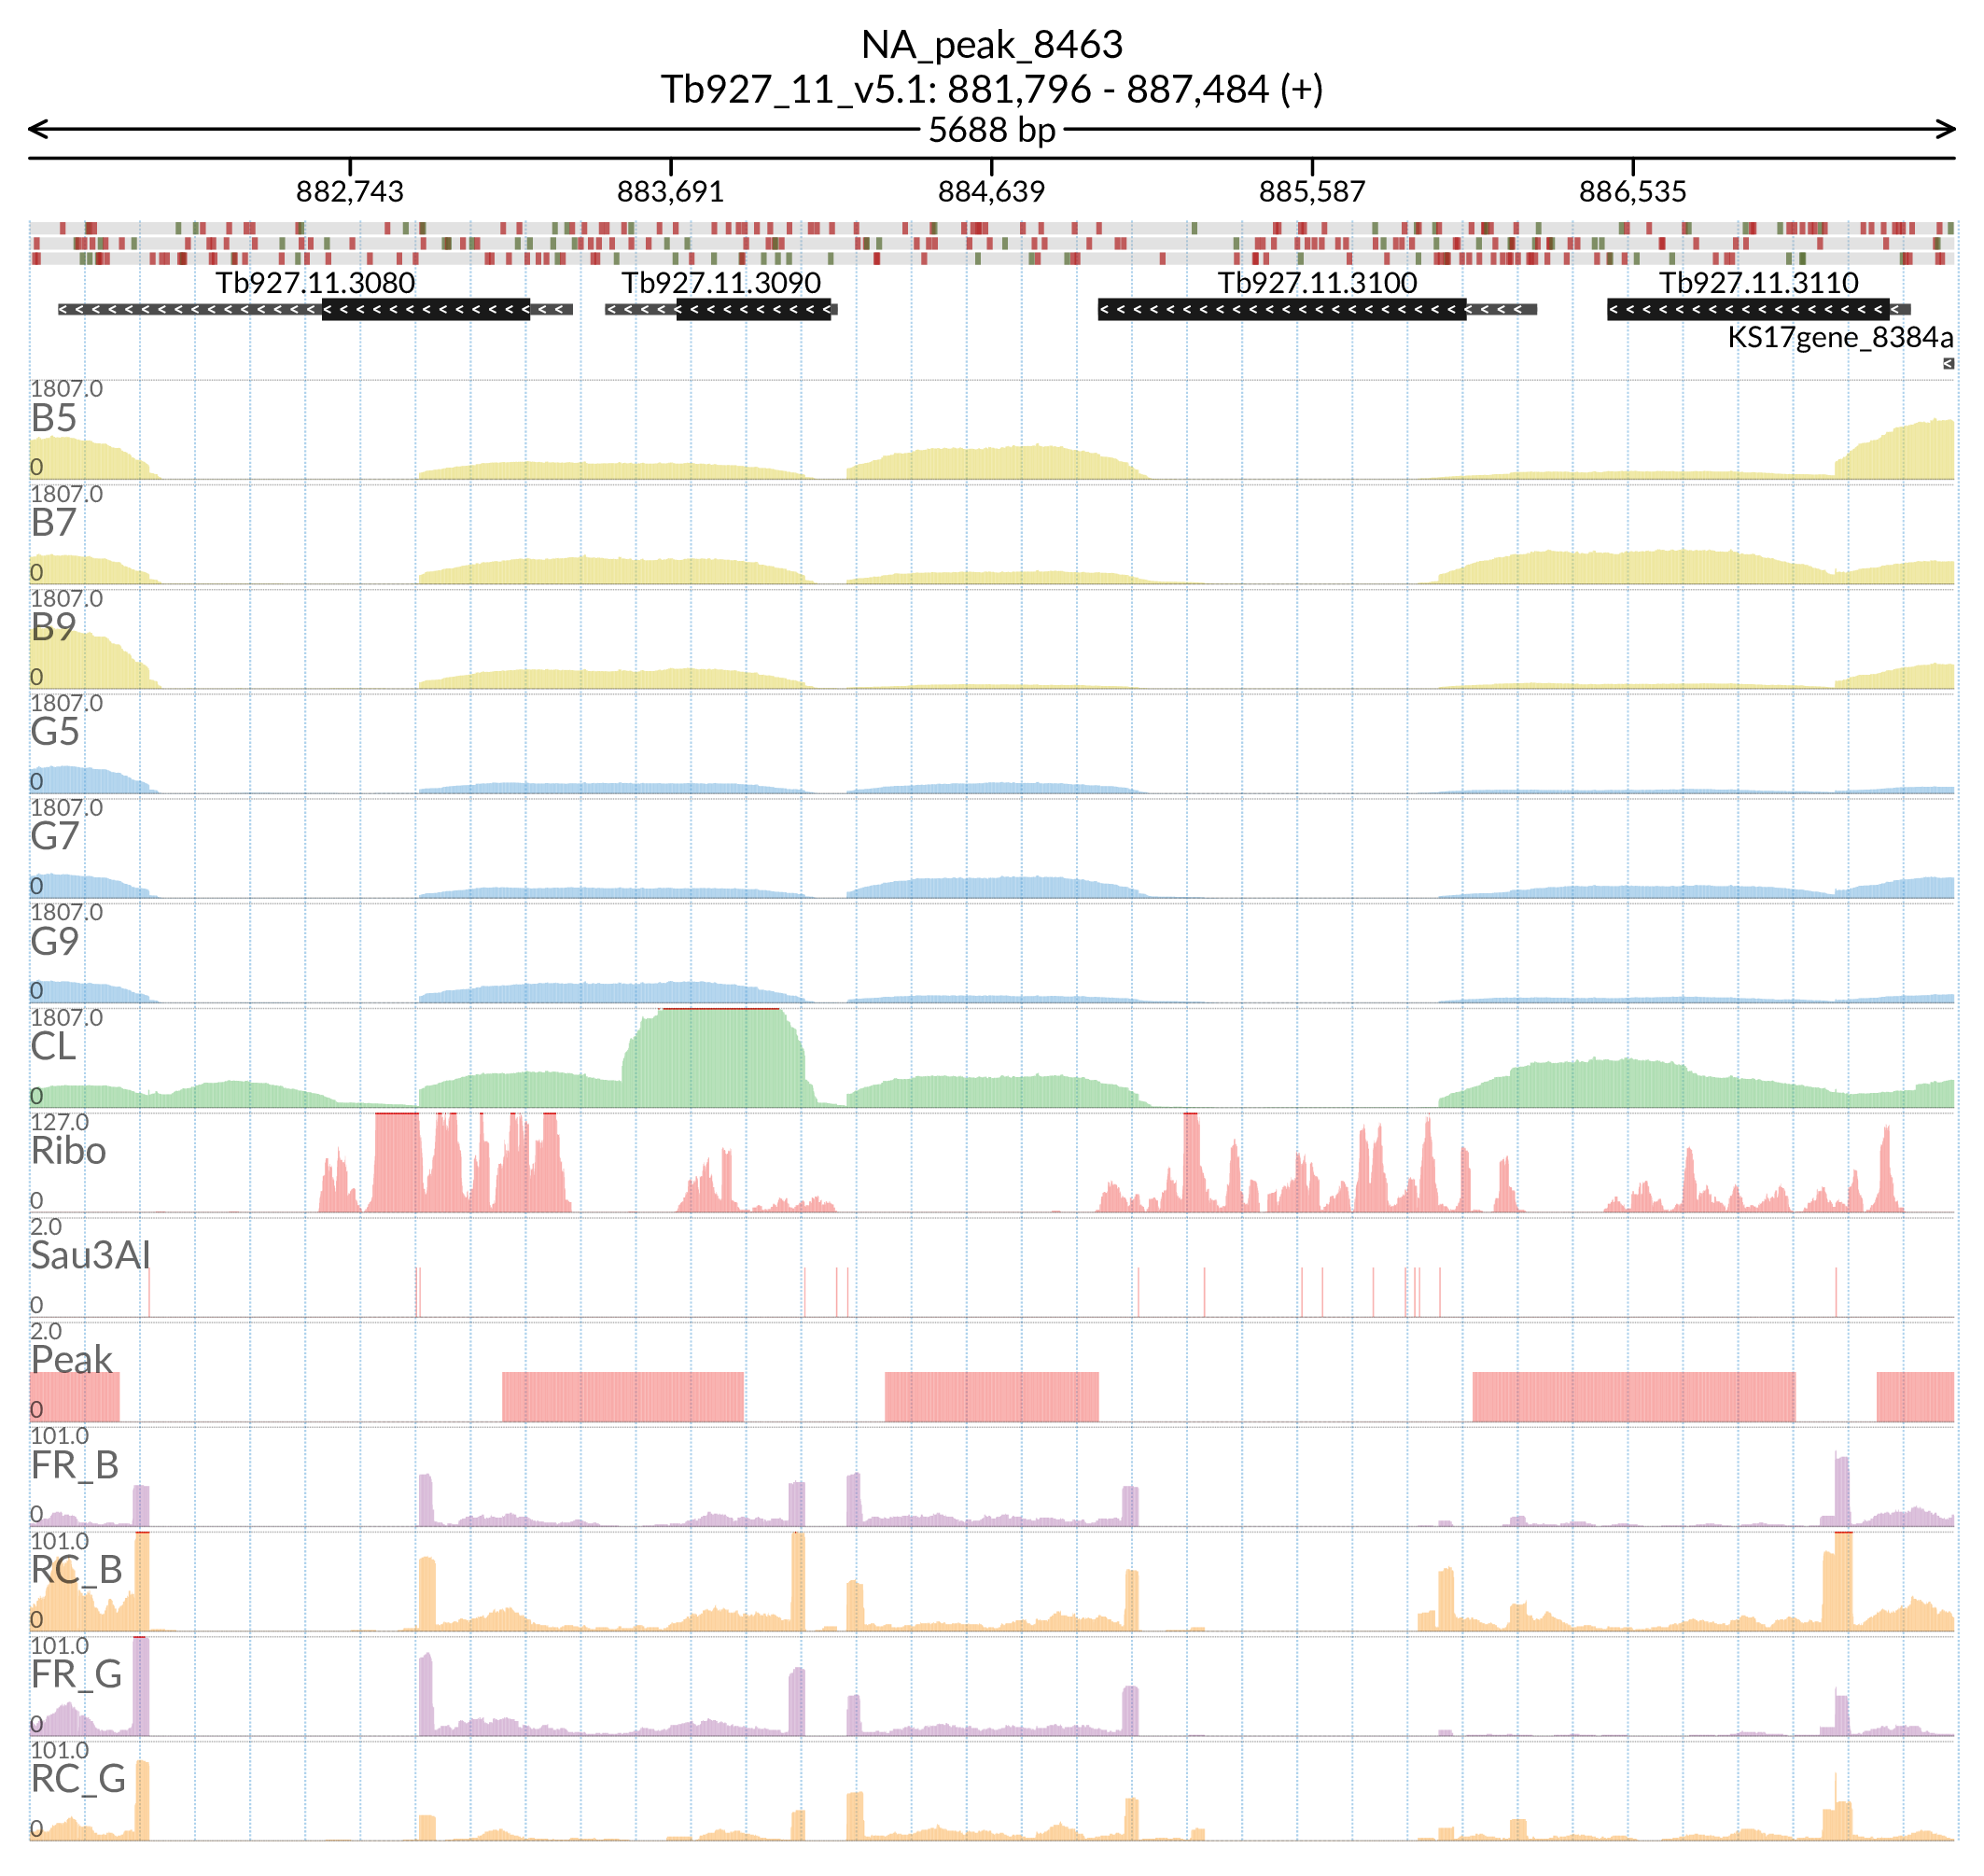 NA_peak_8463
Tb927_11_v5.1: 881,796 - 887,484 (+)
5688 bp
882,743 883,691 884,639 885,587 886,535
Tb927.11.3080 Tb927.11.3090 Tb927.11.3100 Tb927.11.3110
KS17gene_8384a
1807.0
B5
0
1807.0
B7
0
1807.0
B9
0
1807.0
G5
0
1807.0
G7
0
1807.0
G9
0
1807.0
CL
0
127.0
Ribo
0
2.0
Sau3AI
0
2.0
Peak
0
101.0
FR_B
0
101.0
RC_B
0
101.0
FR_G
0
101.0
RC_G
0